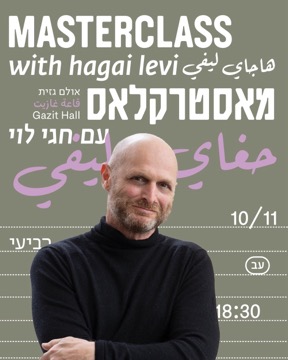 MASTERCLASS
with hagai levi هاجاي ليفي
אולם גזית
قاعة غازيت
Gazit Hall
מאסטרקלאס
עם חגי לוי
حغاي ليفي
10/11
רביעי
עב
18:30